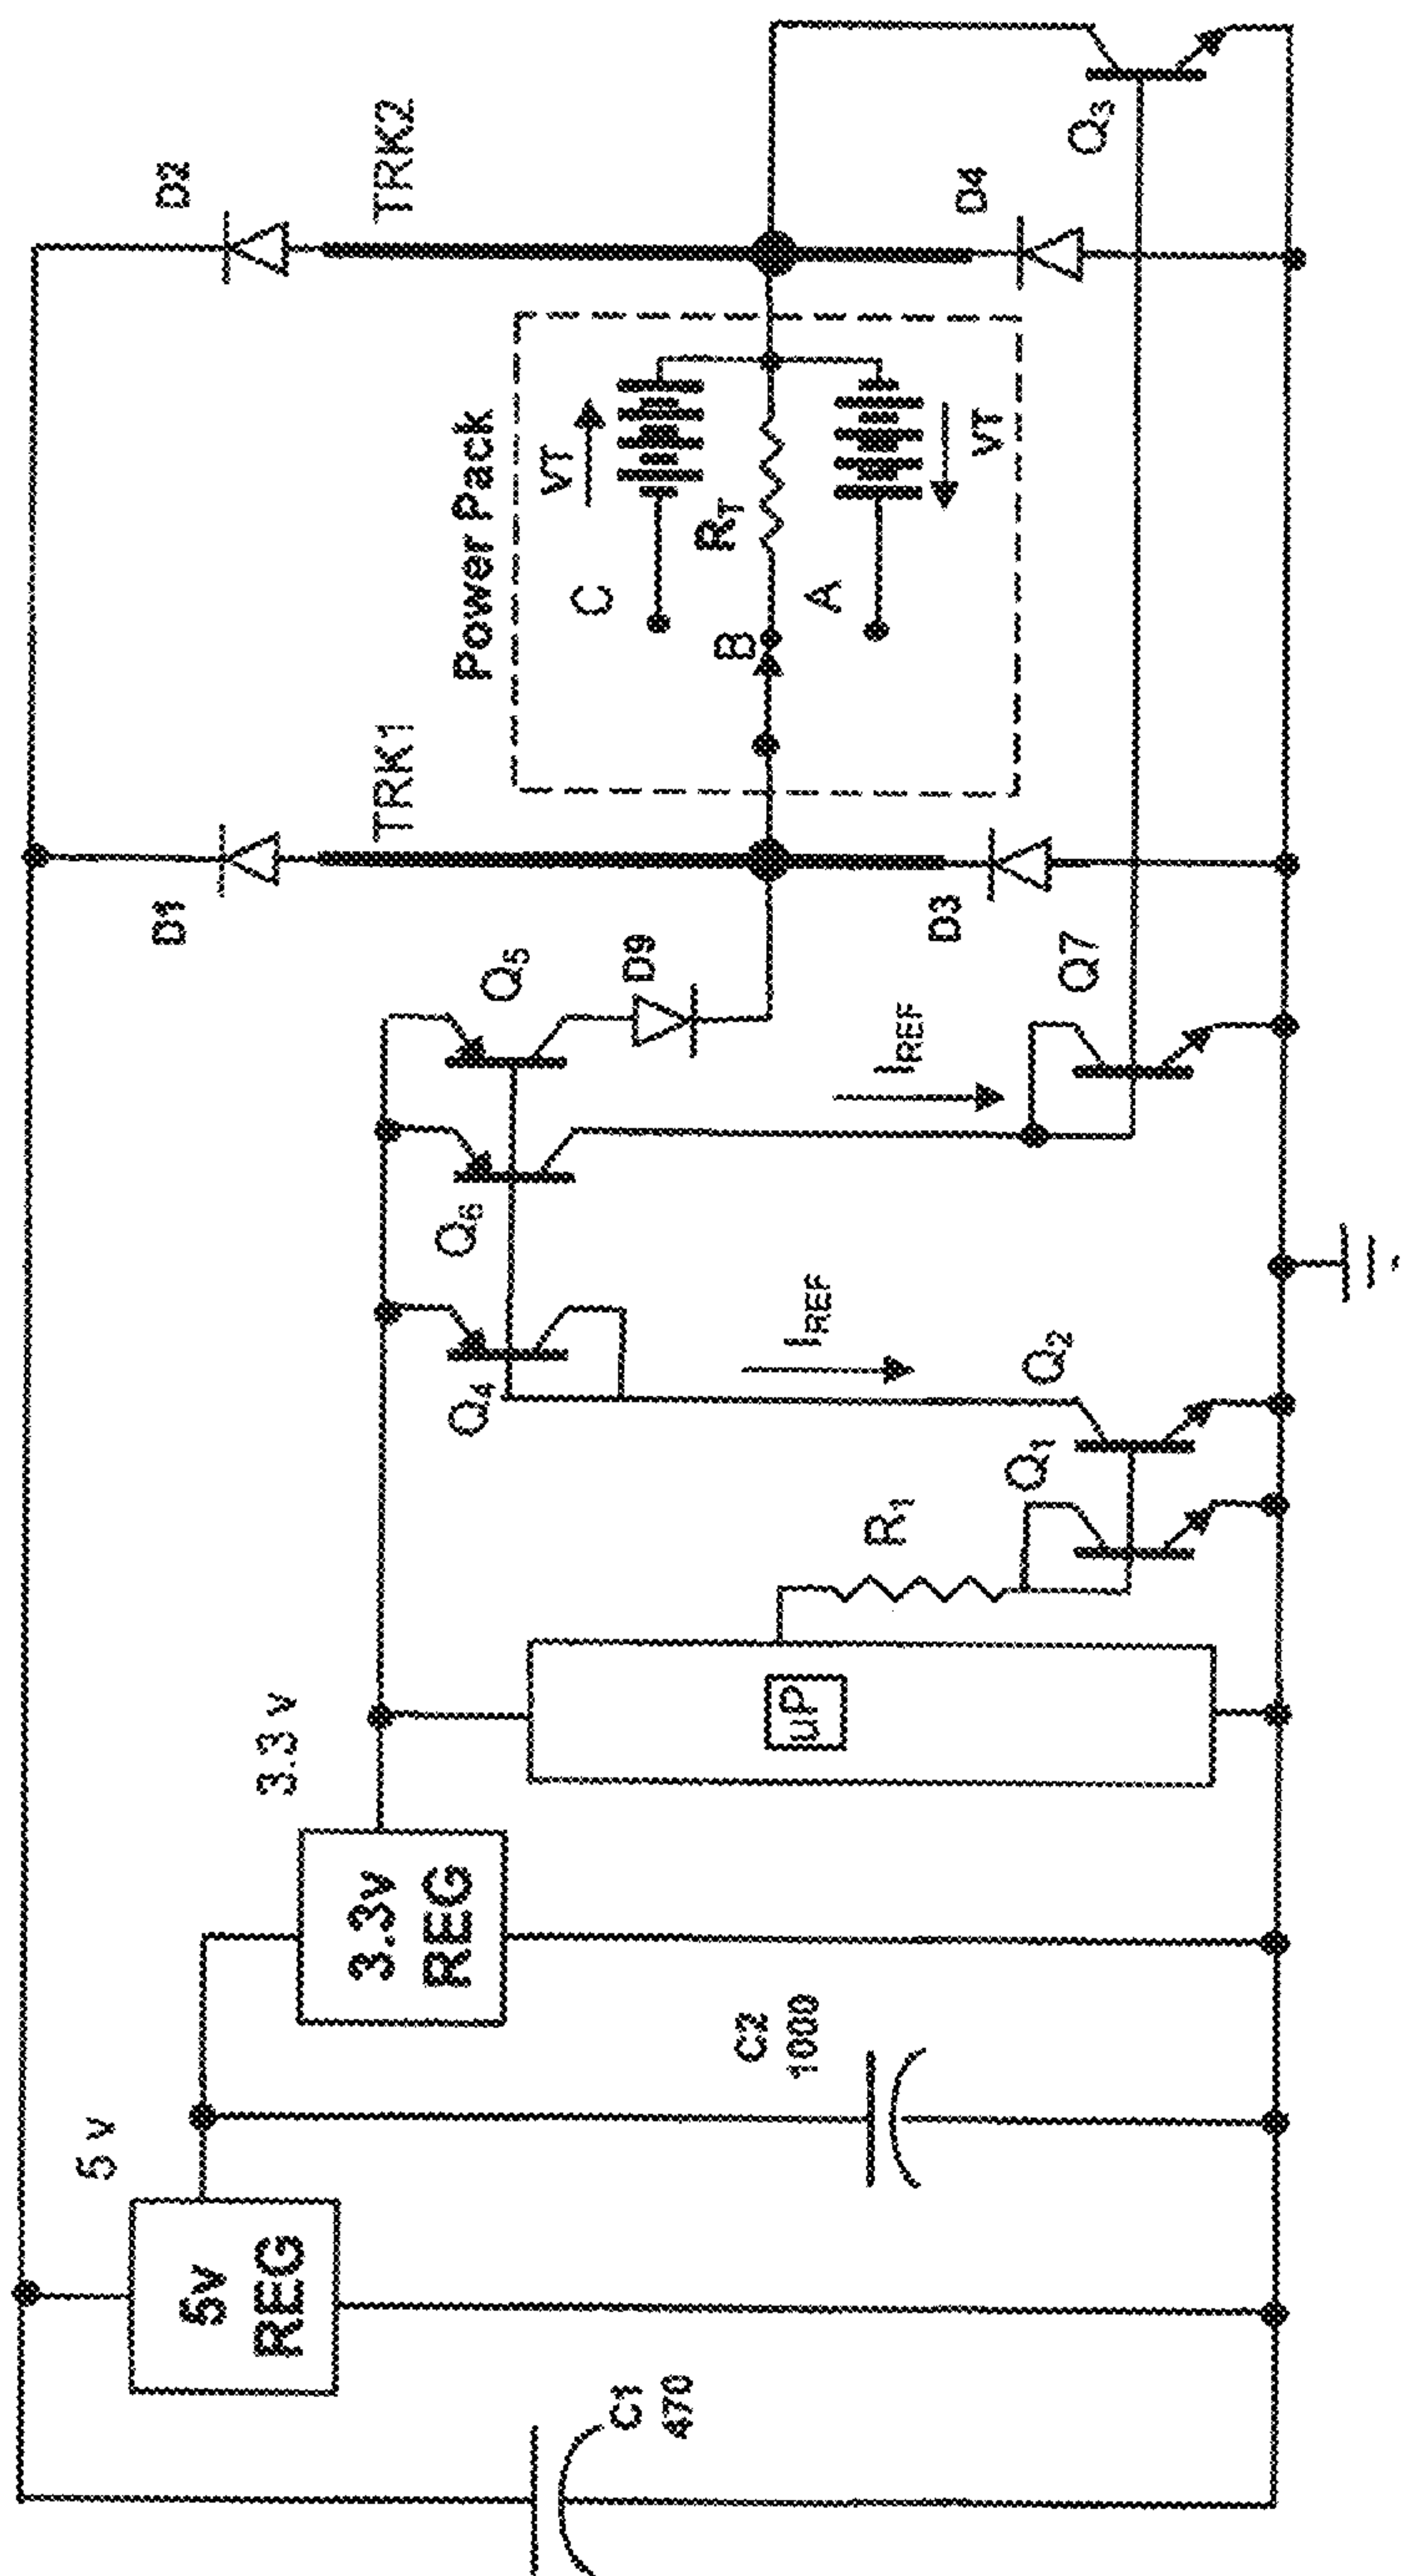 D2
TRK2
D4
Q3
Power Pack
VT
C
RT
B
A
VT
TRK1
D1
D3
Q5
D9
Q7
IREF
Q6
Q4
IREF
Q2
Q1
R1
uP
3.3 v
3.3v
REG
C2
1000
5 v
5v
REG
C1
470